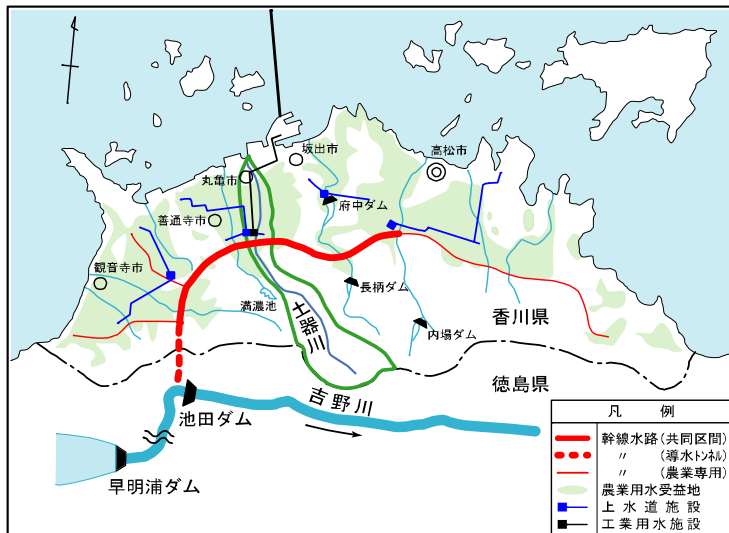 坂出市
高松市
丸亀市
府中ダム
善通寺市
観音寺市
長柄ダム
満濃池
土器川
香川県
内場ダム
徳島県
吉野川
池田ダム
早明浦ダム
凡 例
幹線水路(共同区間)
〃 (導水トンネル)
〃 (農業専用)
農業用水受益地
上水道施設
工業用水施設